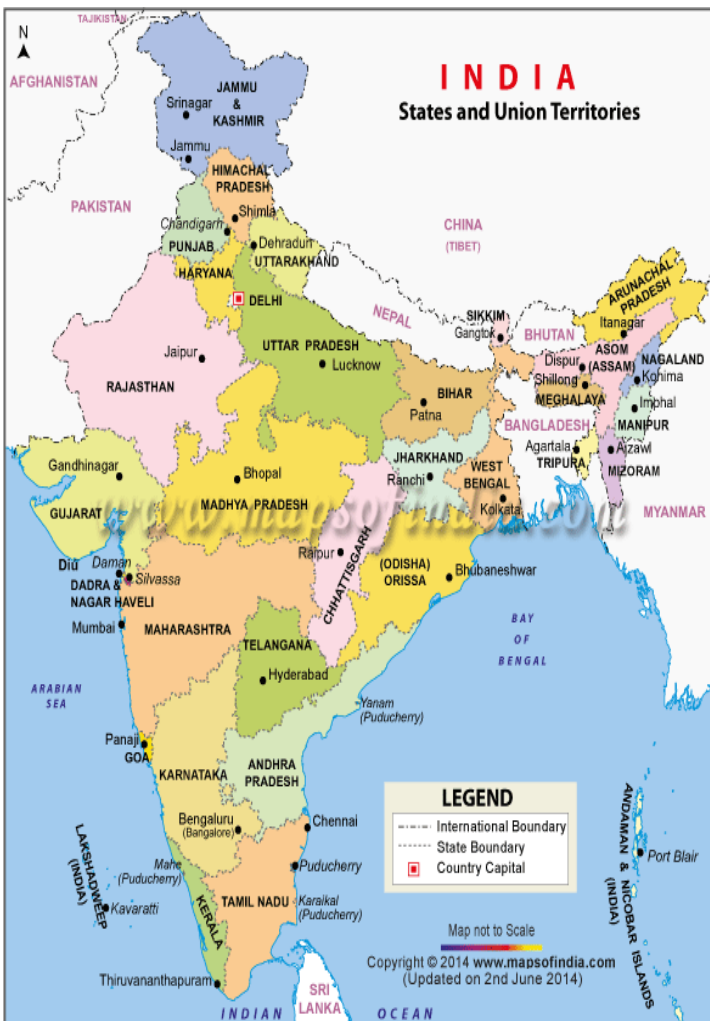 TAJIKISTAN
N
AFGHANISTAN
INDIA
States and Union Territories
JAMMU
&
KASHMIR
Srinagar
Jammu
HIMACHAL
PRADESH
PAKISTAN
Shimla
Chandigarh
CHINA
(TIBET)
PUNJAB
Dehradun
UTTARAKHAND
HARYANA
ARUNACHAL
PRADESH
DELHI
NEPAL
SIKKIM
Gangtok
BHUTAN
Itanagar
UTTAR PRADESH
Lucknow
Jaipur
RAJASTHAN
Dispur
ASOM
(ASSAM)
NAGALAND
Kohima
Shillong
MEGHALAYA
BIHAR
Patna
Imphal
MANIPUR
BANGLADESH
Agartala
TRIPURA
Aizawl
MIZORAM
JHARKHAND
Ranchi
WEST
BENGAL
Kolkata
Gandhinagar
GUJARAT
Bhopal
MADHYA PRADESH
www.mapsofindia.com
MYANMAR
Raipur
CHHATTISGARH
(ODISHA)
ORISSA
Bhubaneshwar
Diu
Daman
Silvassa
DADRA &
NAGAR HAVELI
Mumbai
MAHARASHTRA
TELANGANA
Hyderabad
BAY
OF
BENGAL
ARABIAN
SEA
Yanam
(Puducherry)
Panaji
GOA
KARNATAKA
ANDHRA
PRADESH
Bengaluru
(Bangalore)
Chennai
LEGEND
International Boundary
State Boundary
Country Capital
ANDAMAN & NICOBAR ISLANDS
(INDIA)
Port Blair
LAKSHADWEEP
(INDIA)
Kavaratti
Mahe
(Puducherry)
Puducherry
KERALA
TAMIL NADU
Karaikal
(Puducherry)
Thiruvananthapuram
SRI
LANKA
INDIAN OCEAN
Map not to Scale
Copyright © 2014 www.mapsofindia.com
(Updated on 2nd June 2014)